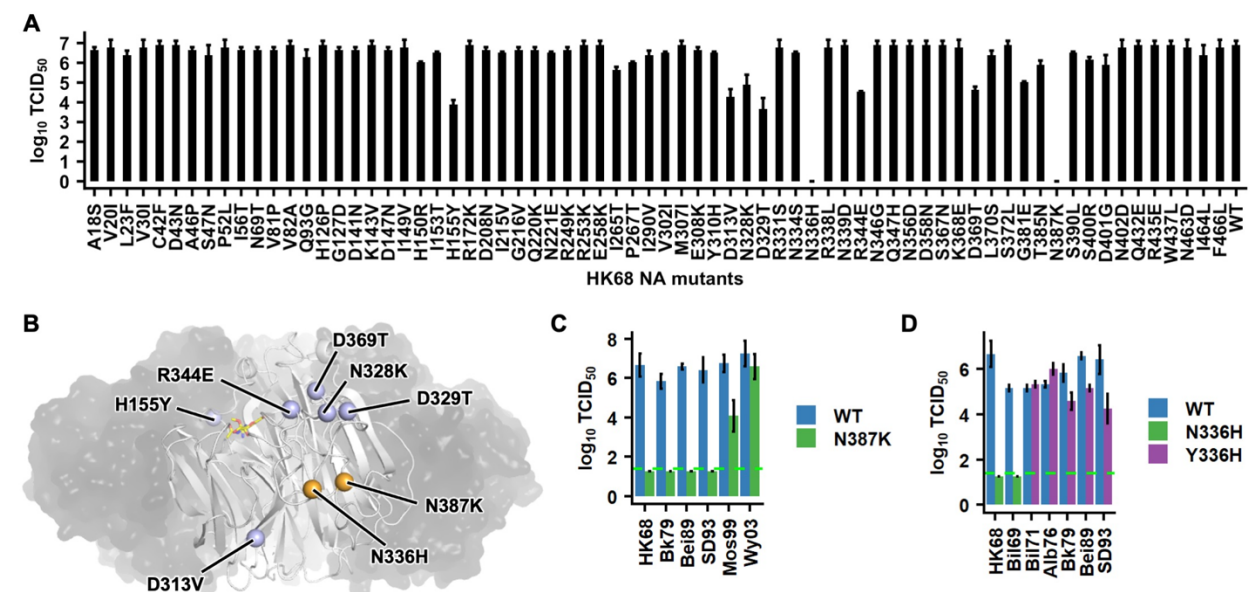 A
log10 TCID50
7
6
5
4
3
2
1
0
A18S
V20I
L23F
V30I
C42F
D43N
A46P
S47N
P52L
I56T
N69T
V81P
V82A
Q93G
H126P
G127D
D141N
K143V
D147N
I149V
H150R
I153T
H155Y
R172K
D208N
I215V
G216V
Q220K
N221E
R249K
R253K
E258K
I265T
P267T
I290V
V302I
M307I
E308K
Y310H
D313V
N328K
D329T
R331S
N334S
N336H
R338L
N339D
R344E
N346G
Q347H
N356D
D358N
S367N
K368E
D369T
L370S
S372L
G381E
T385N
N387K
S390L
S400R
D401G
N402D
Q432E
R435E
W437L
N463D
I464L
F466L
WT
HK68 NA mutants
B
D369T
R344E
N328K
H155Y
D329T
N387K
N336H
D313V
C
log10 TCID50
8
6
4
2
0
HK68
Bk79
Bei89
SD93
Mos99
Wy03
WT
N387K
D
log10 TCID50
6
4
2
0
HK68
Bil69
Bil71
Alb76
Bk79
Bei89
SD93
WT
N336H
Y336H